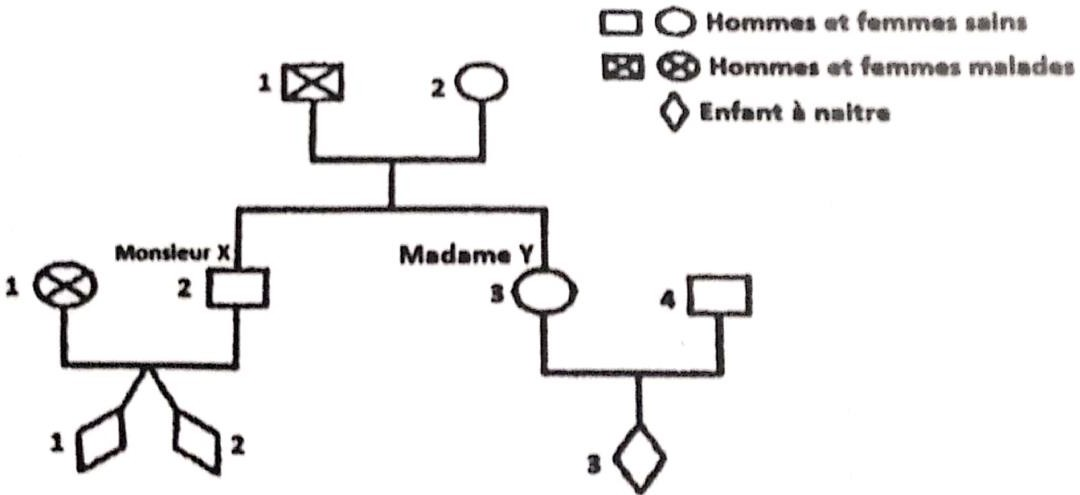 Hommes et femmes sains
Hommes et femmes malades
Enfant à naitre
1
2
Monsieur X
Madame Y
1
2
3
4
1
2
3